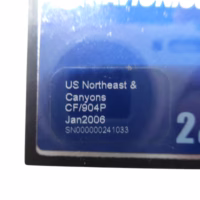 US Northeast &
Canyons
CF/904P
Jan2006
SN000000241033